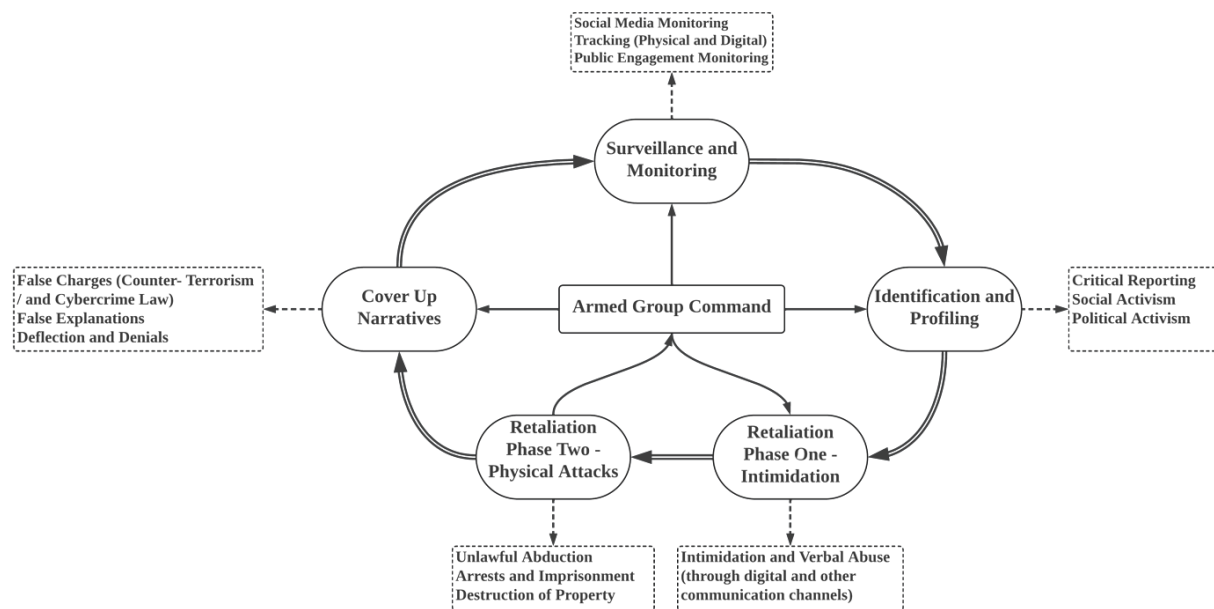 Social Media Monitoring
Tracking (Physical and Digital)
Public Engagement Monitoring
Surveillance and
Monitoring
False Charges (Counter- Terrorism
/ and Cybercrime Law)
False Explanations
Deflection and Denials
Cover Up
Narratives
Armed Group Command
Identification and
Profiling
Critical Reporting
Social Activism
Political Activism
Retaliation
Phase Two -
Physical Attacks
Retaliation
Phase One -
Intimidation
Unlawful Abduction
Arrests and Imprisonment
Destruction of Property
Intimidation and Verbal Abuse
(through digital and other
communication channels)